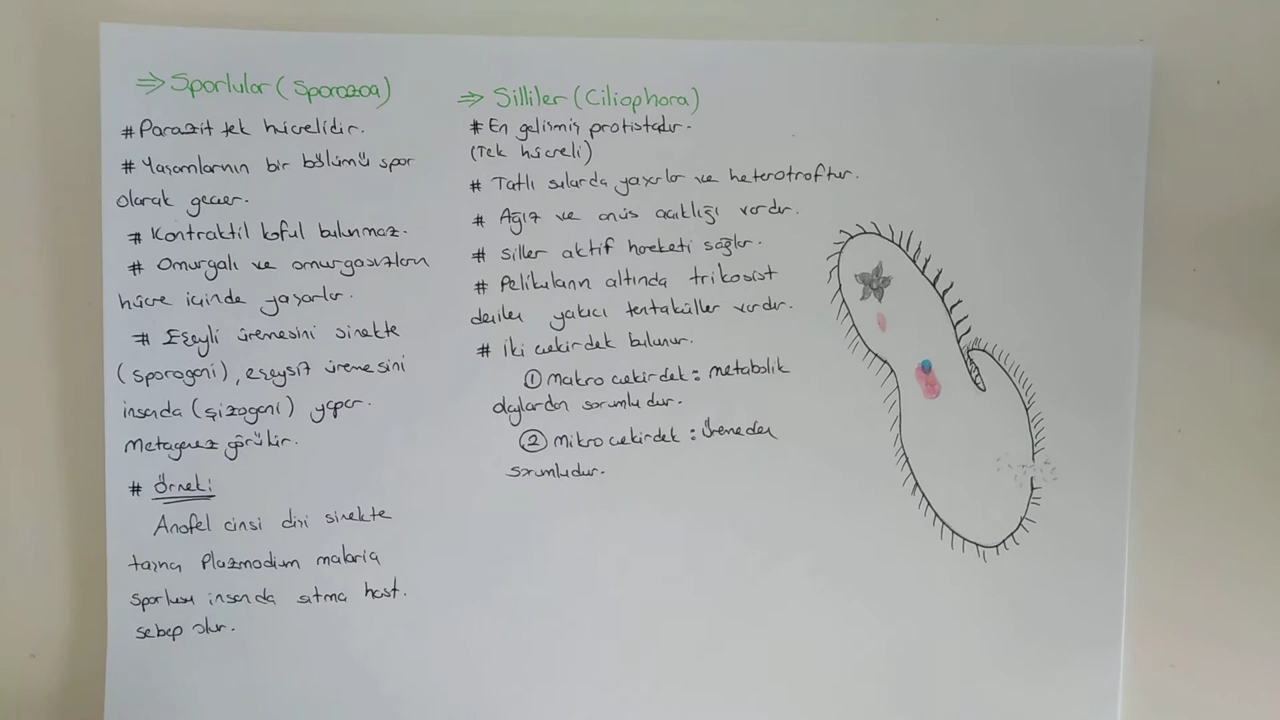 ⇒ Sporlular (Sporozoa)
# Parazit tek hücrelidir.
# Yaşamlarının bir bölümü spor
olarak geçer.
# Kontraktil koful bulunmaz.
# Omurgalı ve omurgasızların
hücre içinde yaşarlar.
# Eşeyli üremesini sinekte
(sporogoni), eşeysiz üremesini
insanda (şizogoni) yapar.
Metagenez görülür.
# Örneki
Anofel cinsi dişi sinekte
taşınan Plazmodium malaria
sporlusu insanda sıtma hast.
sebep olur.
⇒ Silliler (Ciliophora)
# En gelişmiş protistadır.
(Tek hücreli)
# Tatlı sularda yaşarlar ve heterotroftur.
# Ağız ve anüs açıklığı vardır.
# Siller aktif hareketi sağlar.
# Pelikulanın altında trikosist
denilen yakıcı tentaküller vardır.
# İki çekirdek bulunur.
① Makro çekirdek: metabolik
olaylardan sorumludur.
② Mikro çekirdek: üremeden
sorumludur.